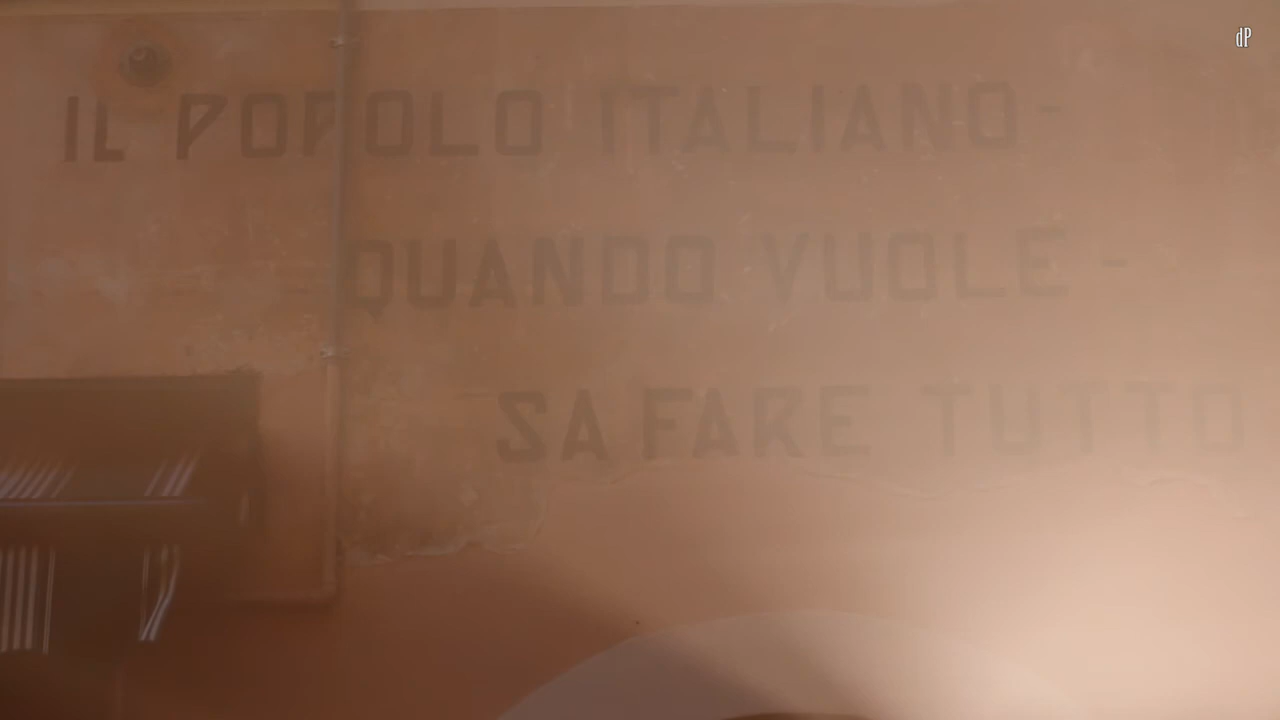 dP
IL POPOLO ITALIANO-
QUANDO VUOLE -
SA FARE TUTTO